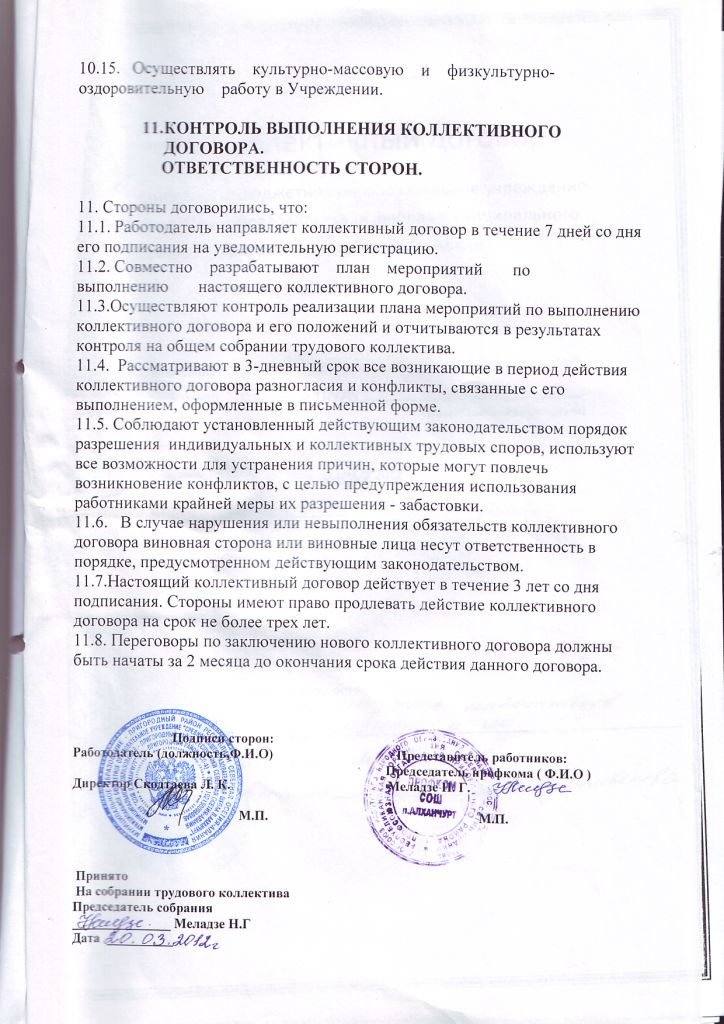 10.15. Осуществлять культурно-массовую и физкультурно-
оздоровительную работу в Учреждении.
11.КОНТРОЛЬ ВЫПОЛНЕНИЯ КОЛЛЕКТИВНОГО
ДОГОВОРА.
ОТВЕТСТВЕННОСТЬ СТОРОН.
11. Стороны договорились, что:
11.1. Работодатель направляет коллективный договор в течение 7 дней со дня
его подписания на уведомительную регистрацию.
11.2. Совместно разрабатывают план мероприятий по
выполнению настоящего коллективного договора.
11.3.Осуществляют контроль реализации плана мероприятий по выполнению
коллективного договора и его положений и отчитываются в результатах
контроля на общем собрании трудового коллектива.
11.4. Рассматривают в 3-дневный срок все возникающие в период действия
коллективного договора разногласия и конфликты, связанные с его
выполнением, оформленные в письменной форме.
11.5. Соблюдают установленный действующим законодательством порядок
разрешения индивидуальных и коллективных трудовых споров, используют
все возможности для устранения причин, которые могут повлечь
возникновение конфликтов, с целью предупреждения использования
работниками крайней меры их разрешения - забастовки.
11.6. В случае нарушения или невыполнения обязательств коллективного
договора виновная сторона или виновные лица несут ответственность в
порядке, предусмотренном действующим законодательством.
11.7.Настоящий коллективный договор действует в течение 3 лет со дня
подписания. Стороны имеют право продлевать действие коллективного
договора на срок не более трех лет.
11.8. Переговоры по заключению нового коллективного договора должны
быть начаты за 2 месяца до окончания срока действия данного договора.
Подписи сторон:
Работодатель (должность,Ф.И.О)
Директор Скодтаева Л. К.
М.П.
Представитель работников:
Председатель профкома ( Ф.И.О )
Меладзе Н Г.
М.П.
ПРОФКОМ
СОШ
п.АЛХАНЧУРТ
Принято
На собрании трудового коллектива
Председатель собрания
Меладзе Н.Г
Дата 20.03.2012г